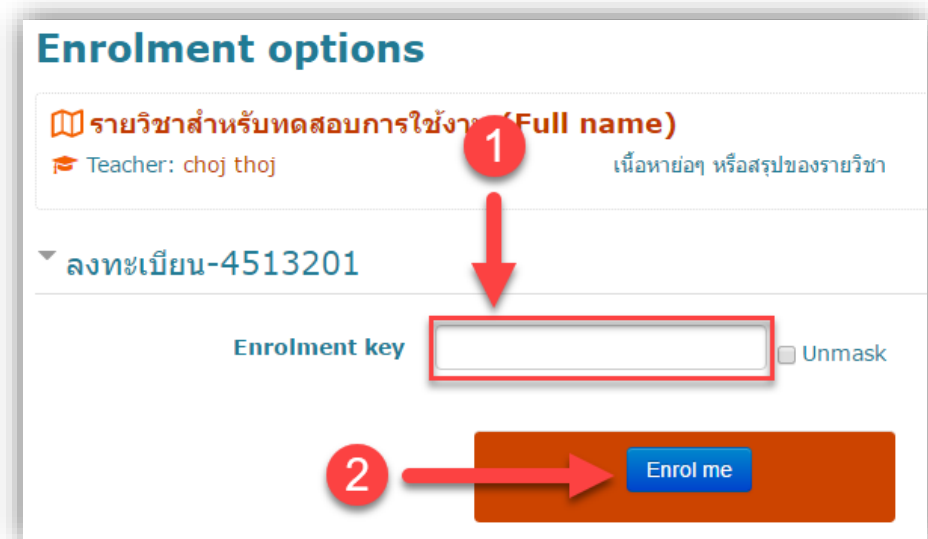 Enrolment options
รายวิชาสำหรับทดสอบการใช้งาน (Full name)
Teacher: choj thoj
เนื้อหาย่อๆ หรือสรุปของรายวิชา
1
ลงทะเบียน-4513201
Enrolment key
Unmask
2
Enrol me